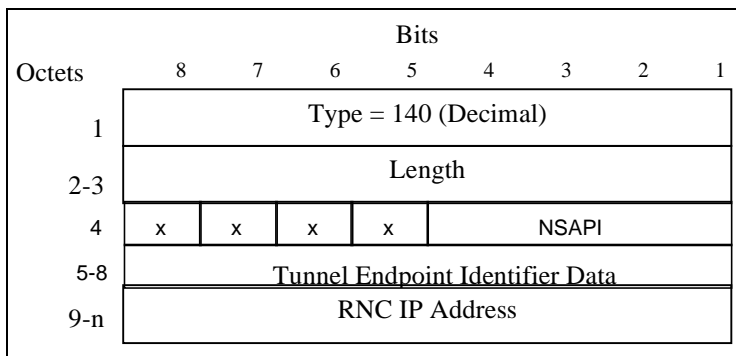 Bits
Octets 8 7 6 5 4 3 2 1
1 Type = 140 (Decimal)
2-3 Length
4 x x x x NSAPI
5-8 Tunnel Endpoint Identifier Data
9-n RNC IP Address